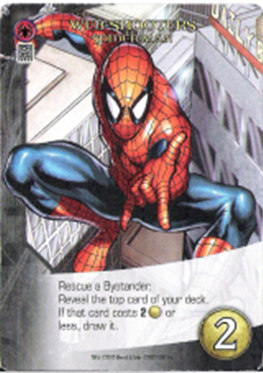 WEB-SHOOTERS
SPIDER-MAN
Rescue a Bystander.
Reveal the top card of your deck.
If that card costs 2 or
less, draw it.
2